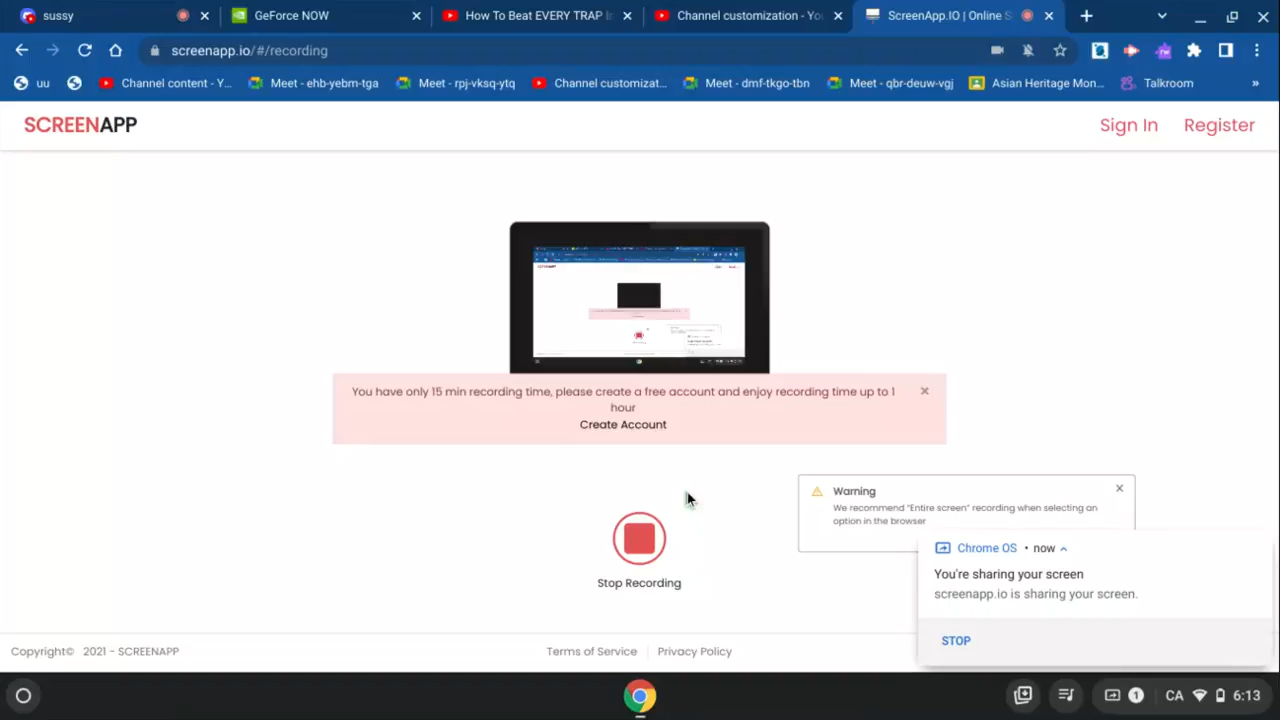 sussy
GeForce NOW
How To Beat EVERY TRAP In
Channel customization - You
ScreenApp.IO | Online S
screenapp.io/#/recording
uu
Channel content - Y...
Meet - ehb-yebm-tga
Meet - rpj-vksq-ytq
Channel customizat...
Meet - dmf-tkgo-tbn
Meet - qbr-deuw-vgj
Asian Heritage Mon...
Talkroom
»
SCREENAPP
Sign In
Register
You have only 15 min recording time, please create a free account and enjoy recording time up to 1
hour
Create Account
Warning
We recommend "Entire screen" recording when selecting an
option in the browser
Stop Recording
Chrome OS • now
You're sharing your screen
screenapp.io is sharing your screen.
STOP
Copyright© 2021 - SCREENAPP
Terms of Service
Privacy Policy
1
CA
6:13